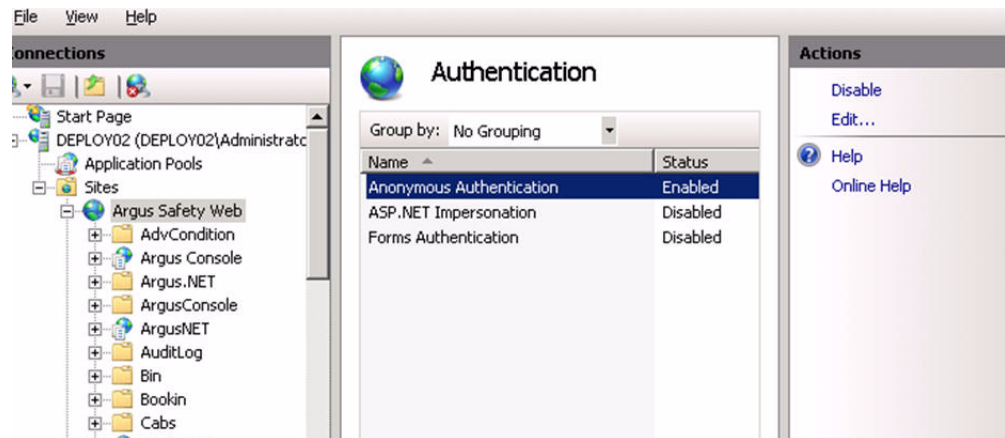 File View Help
Connections
Start Page
DEPLOY02 (DEPLOY02\Administrato
Application Pools
Sites
Argus Safety Web
AdvCondition
Argus Console
Argus.NET
ArgusConsole
ArgusNET
AuditLog
Bin
Bookin
Cabs
Authentication
Group by: No Grouping
Name Status
Anonymous Authentication Enabled
ASP.NET Impersonation Disabled
Forms Authentication Disabled
Actions
Disable
Edit...
Help
Online Help